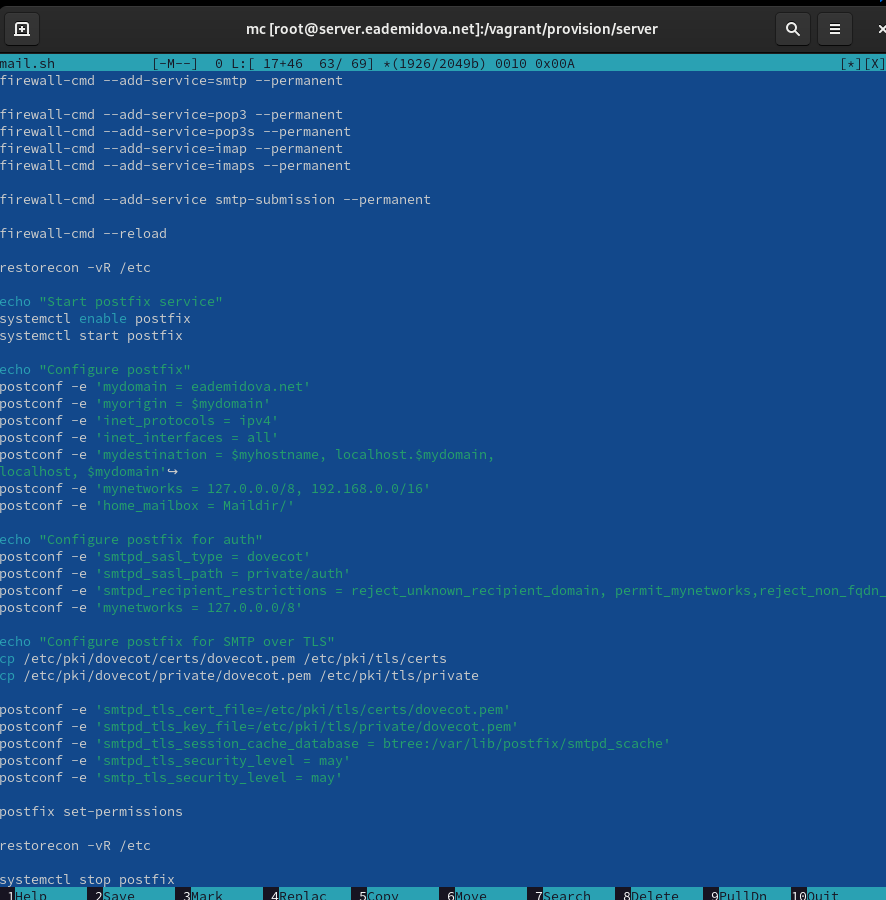 mc [root@server.eademidova.net]:/vagrant/provision/server
mail.sh [-M--] 0 L:[ 17+46 63/ 69] *(1926/2049b) 0010 0x00A [*][X]
firewall-cmd --add-service=smtp --permanent
firewall-cmd --add-service=pop3 --permanent
firewall-cmd --add-service=pop3s --permanent
firewall-cmd --add-service=imap --permanent
firewall-cmd --add-service=imaps --permanent
firewall-cmd --add-service smtp-submission --permanent
firewall-cmd --reload
restorecon -vR /etc
echo "Start postfix service"
systemctl enable postfix
systemctl start postfix
echo "Configure postfix"
postconf -e 'mydomain = eademidova.net'
postconf -e 'myorigin = $mydomain'
postconf -e 'inet_protocols = ipv4'
postconf -e 'inet_interfaces = all'
postconf -e 'mydestination = $myhostname, localhost.$mydomain,
localhost, $mydomain'↪
postconf -e 'mynetworks = 127.0.0.0/8, 192.168.0.0/16'
postconf -e 'home_mailbox = Maildir/'
echo "Configure postfix for auth"
postconf -e 'smtpd_sasl_type = dovecot'
postconf -e 'smtpd_sasl_path = private/auth'
postconf -e 'smtpd_recipient_restrictions = reject_unknown_recipient_domain, permit_mynetworks,reject_non_fqdn_
postconf -e 'mynetworks = 127.0.0.0/8'
echo "Configure postfix for SMTP over TLS"
cp /etc/pki/dovecot/certs/dovecot.pem /etc/pki/tls/certs
cp /etc/pki/dovecot/private/dovecot.pem /etc/pki/tls/private
postconf -e 'smtpd_tls_cert_file=/etc/pki/tls/certs/dovecot.pem'
postconf -e 'smtpd_tls_key_file=/etc/pki/tls/private/dovecot.pem'
postconf -e 'smtpd_tls_session_cache_database = btree:/var/lib/postfix/smtpd_scache'
postconf -e 'smtpd_tls_security_level = may'
postconf -e 'smtp_tls_security_level = may'
postfix set-permissions
restorecon -vR /etc
systemctl stop postfix
1Help 2Save 3Mark 4Replac 5Copy 6Move 7Search 8Delete 9PullDn 10Quit